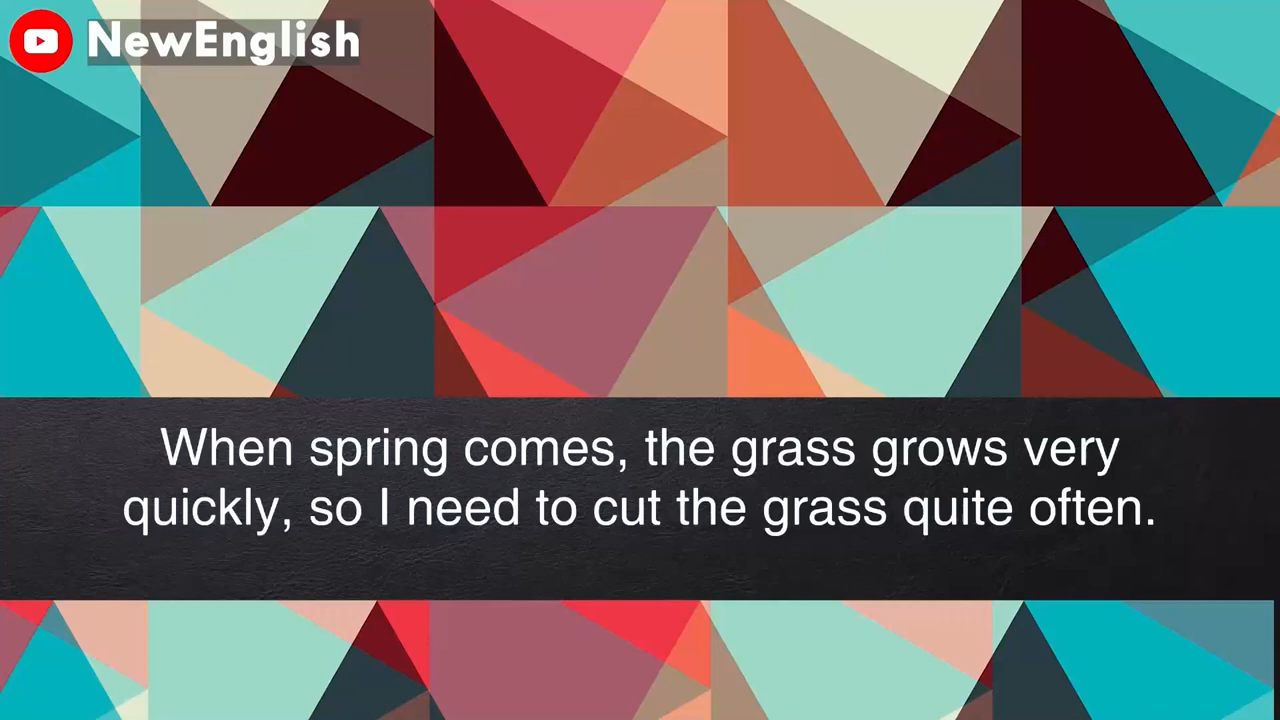 NewEnglish
When spring comes, the grass grows very
quickly, so I need to cut the grass quite often.